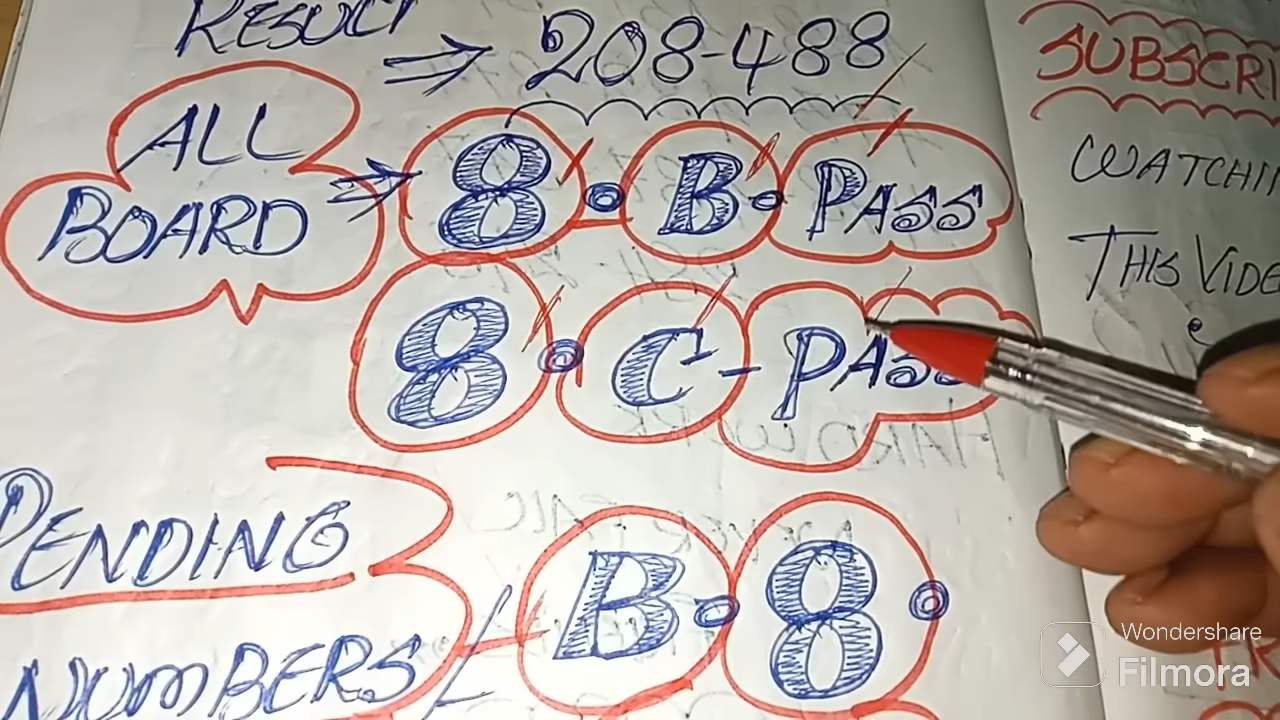 RESULT ⇒ 208-488
ALL BOARD ⇒ 8 • B • PASS
8 • C - PASS
PENDING NUMBERS / B • 8 •
SUBSCRI
WATCHIN
THIS VIDE
Wondershare
Filmora